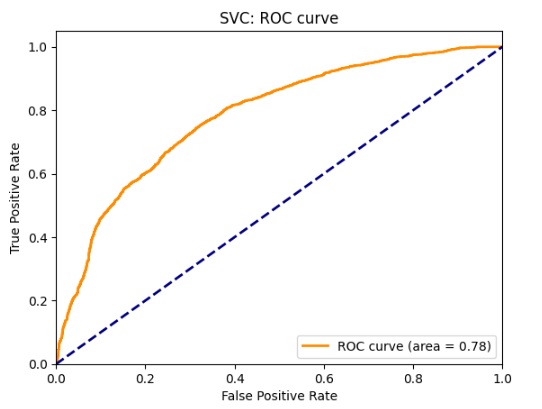 SVC: ROC curve
True Positive Rate
1.0
0.8
0.6
0.4
0.2
0.0
ROC curve (area = 0.78)
0.0 0.2 0.4 0.6 0.8 1.0
False Positive Rate